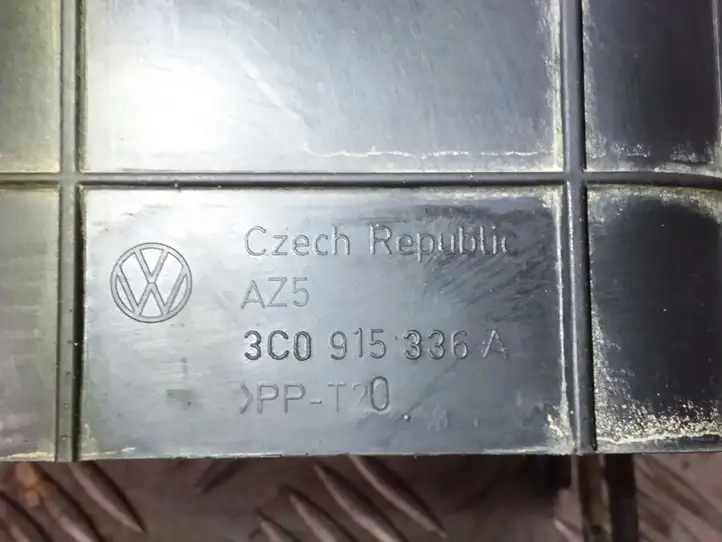 Czech Republic
AZ5
3C0 915 336 A
>PP-T20